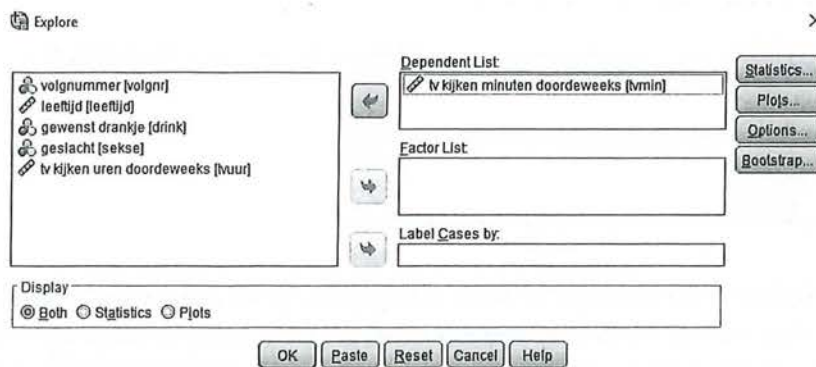 Explore
volgnummer [volgnr]
leeftijd [leeftijd]
gewenst drankje [drink]
geslacht [sekse]
tv kijken uren doordeweeks [tvuur]
Dependent List:
tv kijken minuten doordeweeks [tvmin]
Factor List:
Label Cases by:
Statistics...
Plots...
Options...
Bootstrap...
Display
Both Statistics Plots
OK Paste Reset Cancel Help